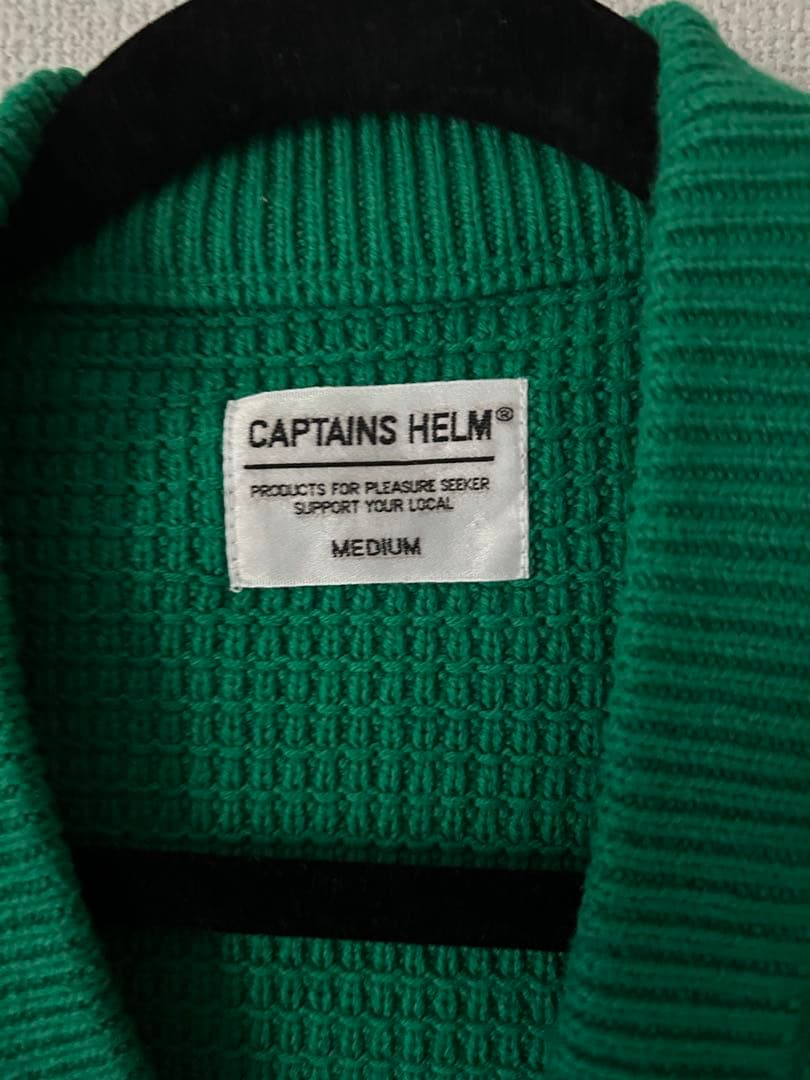 CAPTAINS HELM®
PRODUCTS FOR PLEASURE SEEKER
SUPPORT YOUR LOCAL
MEDIUM